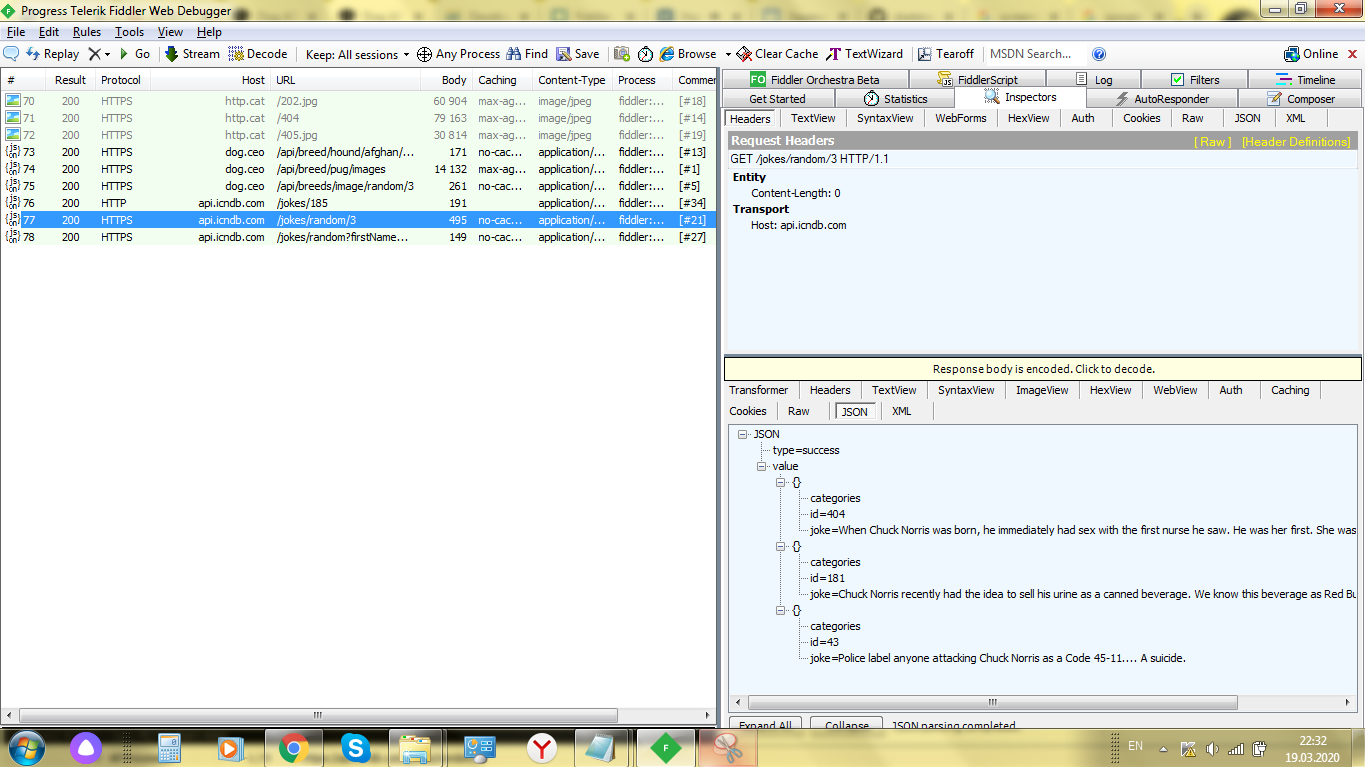 Progress Telerik Fiddler Web Debugger
File Edit Rules Tools View Help
Replay Go Stream Decode Keep: All sessions Any Process Find Save Browse Clear Cache TextWizard Tearoff MSDN Search... Online
# Result Protocol Host URL Body Caching Content-Type Process Commer
70 200 HTTPS http.cat /202.jpg 60 904 max-ag... image/jpeg fiddler:... [#18]
71 200 HTTPS http.cat /404 79 163 max-ag... image/jpeg fiddler:... [#14]
72 200 HTTPS http.cat /405.jpg 30 814 max-ag... image/jpeg fiddler:... [#19]
73 200 HTTPS dog.ceo /api/breed/hound/afghan/... 171 no-cac... application/... fiddler:... [#13]
74 200 HTTPS dog.ceo /api/breed/pug/images 14 132 max-ag... application/... fiddler:... [#1]
75 200 HTTPS dog.ceo /api/breeds/image/random/3 261 no-cac... application/... fiddler:... [#5]
76 200 HTTP api.icndb.com /jokes/185 191 application/... fiddler:... [#34]
77 200 HTTPS api.icndb.com /jokes/random/3 495 no-cac... application/... fiddler:... [#21]
78 200 HTTPS api.icndb.com /jokes/random?firstName... 149 no-cac... application/... fiddler:... [#27]
FO Fiddler Orchestra Beta FiddlerScript Log Filters Timeline
Get Started Statistics Inspectors AutoResponder Composer
Headers TextView SyntaxView WebForms HexView Auth Cookies Raw JSON XML
Request Headers [ Raw ] [Header Definitions]
GET /jokes/random/3 HTTP/1.1
Entity
Content-Length: 0
Transport
Host: api.icndb.com
Response body is encoded. Click to decode.
Transformer Headers TextView SyntaxView ImageView HexView WebView Auth Caching
Cookies Raw JSON XML
JSON
type=success
value
{}
categories
id=404
joke=When Chuck Norris was born, he immediately had sex with the first nurse he saw. He was her first. She was
{}
categories
id=181
joke=Chuck Norris recently had the idea to sell his urine as a canned beverage. We know this beverage as Red Bu
{}
categories
id=43
joke=Police label anyone attacking Chuck Norris as a Code 45-11.... A suicide.
Expand All Collapse JSON parsing completed.
EN
22:32
19.03.2020